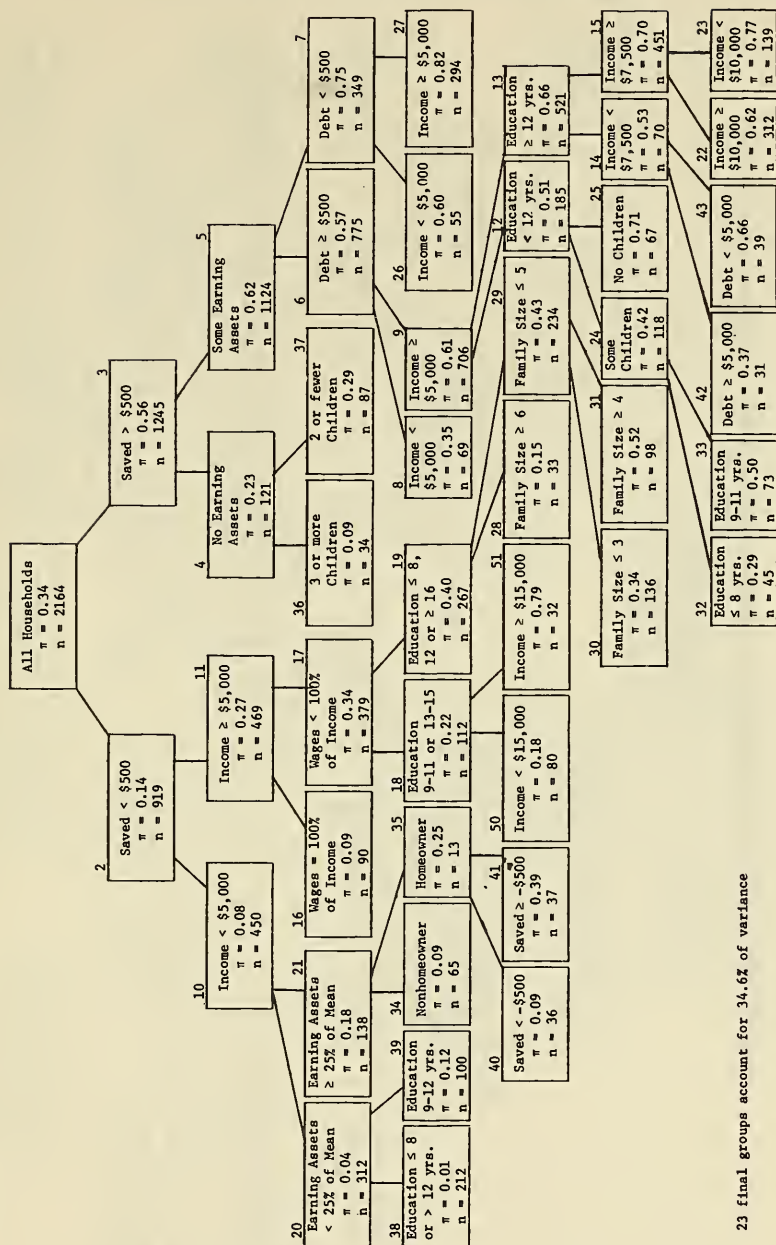 All Households
π = 0.34
n = 2164
2
Saved < $500
π = 0.14
n = 919
3
Saved > $500
π = 0.56
n = 1245
10
Income < $5,000
π = 0.08
n = 450
11
Income ≥ $5,000
π = 0.27
n = 469
4
No Earning
Assets
π = 0.23
n = 121
5
Some Earning
Assets
π = 0.62
n = 1124
20
Earning Assets
< 25% of Mean
π = 0.04
n = 312
21
Earning Assets
≥ 25% of Mean
π = 0.18
n = 138
16
Wages = 100%
of Income
π = 0.09
n = 90
17
Wages < 100%
of Income
π = 0.34
n = 379
36
3 or more
Children
π = 0.09
n = 34
37
2 or fewer
Children
π = 0.29
n = 87
6
Debt ≥ $500
π = 0.57
n = 775
7
Debt < $500
π = 0.75
n = 349
38
Education ≤ 8
or > 12 yrs.
π = 0.01
n = 212
39
Education
9-12 yrs.
π = 0.12
n = 100
34
Nonhomeowner
π = 0.09
n = 65
35
Homeowner
π = 0.25
n = 13
18
Education
9-11 or 13-15
π = 0.22
n = 112
19
Education ≤ 8,
12 or ≥ 16
π = 0.40
n = 267
8
Income <
$5,000
π = 0.35
n = 69
9
Income ≥
$5,000
π = 0.61
n = 706
26
Income < $5,000
π = 0.60
n = 55
27
Income ≥ $5,000
π = 0.82
n = 294
40
Saved < -$500
π = 0.09
n = 36
41
Saved ≥ -$500
π = 0.39
n = 37
50
Income < $15,000
π = 0.18
n = 80
51
Income ≥ $15,000
π = 0.79
n = 32
28
Family Size ≥ 6
π = 0.15
n = 33
29
Family Size ≤ 5
π = 0.43
n = 234
12
Education
< 12 yrs.
π = 0.51
n = 185
13
Education
≥ 12 yrs.
π = 0.66
n = 521
30
Family Size ≤ 3
π = 0.34
n = 136
31
Family Size ≥ 4
π = 0.52
n = 98
24
Some
Children
π = 0.42
n = 118
25
No Children
π = 0.71
n = 67
14
Income <
$7,500
π = 0.53
n = 70
15
Income ≥
$7,500
π = 0.70
n = 451
32
Education
≤ 8 yrs.
π = 0.29
n = 45
33
Education
9-11 yrs.
π = 0.50
n = 73
42
Debt ≥ $5,000
π = 0.37
n = 31
43
Debt < $5,000
π = 0.66
n = 39
22
Income ≥
$10,000
π = 0.62
n = 312
23
Income <
$10,000
π = 0.77
n = 139
23 final groups account for 34.6% of variance